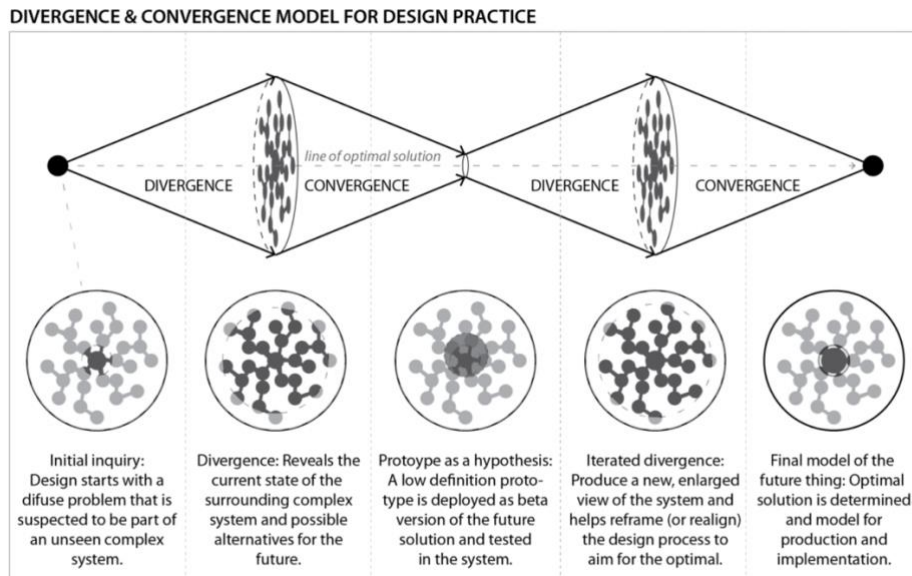 DIVERGENCE & CONVERGENCE MODEL FOR DESIGN PRACTICE
line of optimal solution
DIVERGENCE
CONVERGENCE
DIVERGENCE
CONVERGENCE
Initial inquiry:
Design starts with a
difuse problem that is
suspected to be part of
an unseen complex
system.
Divergence: Reveals the
current state of the
surrounding complex
system and possible
alternatives for the
future.
Protoype as a hypothesis:
A low definition proto-
type is deployed as beta
version of the future
solution and tested
in the system.
Iterated divergence:
Produce a new, enlarged
view of the system and
helps reframe (or realign)
the design process to
aim for the optimal.
Final model of the
future thing: Optimal
solution is determined
and model for
production and
implementation.